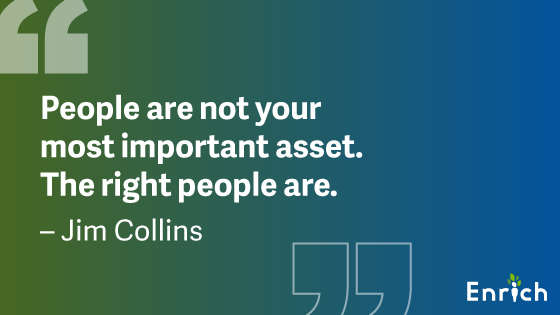 People are not your
most important asset.
The right people are.
– Jim Collins
Enrich